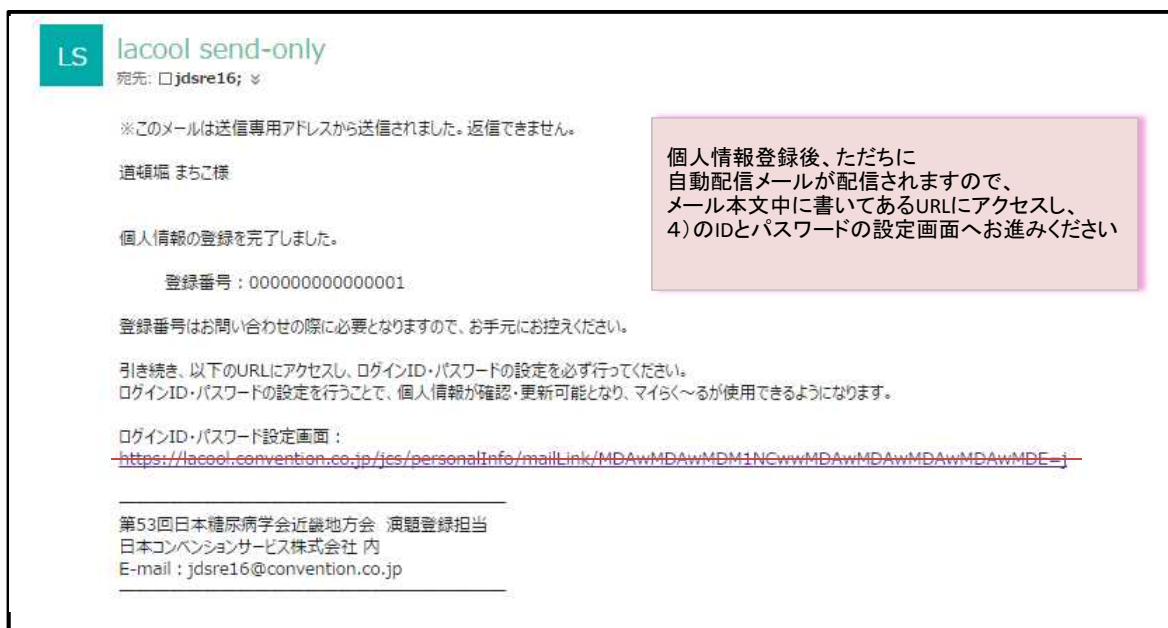 LS
lacool send-only
宛先: □jdsre16;
※このメールは送信専用アドレスから送信されました。返信できません。
道頓堀 まちこ様
個人情報登録後、ただちに
自動配信メールが配信されますので、
メール本文中に書いてあるURLにアクセスし、
4)のIDとパスワードの設定画面へお進みください
個人情報の登録を完了しました。
登録番号:000000000000001
登録番号はお問い合わせの際に必要となりますので、お手元にお控えください。
引き続き、以下のURLにアクセスし、ログインID・パスワードの設定を必ず行ってください。
ログインID・パスワードの設定を行うことで、個人情報が確認・更新可能となり、マイらく~るが使用できるようになります。
ログインID・パスワード設定画面:
https://lacool.convention.co.jp/jcs/personalInfo/mailLink/MDAwMDAwMDM1NCwwMDAwMDAwMDAwMDAwMDE=j
第53回日本糖尿病学会近畿地方会 演題登録担当
日本コンベンションサービス株式会社 内
E-mail:jdsre16@convention.co.jp